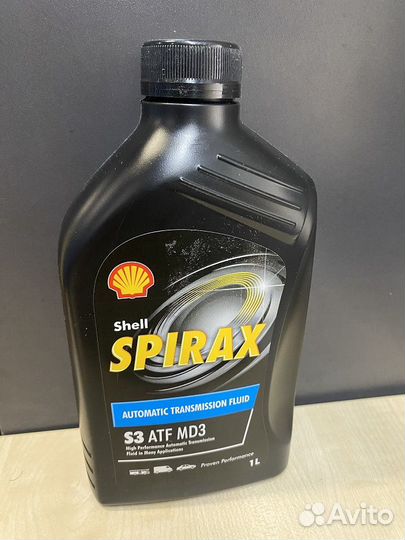 Shell
SPIRAX
AUTOMATIC TRANSMISSION FLUID
S3 ATF MD3
High Performance Automatic Transmission
Fluid in Many Applications
Proven Performance
1L
Avito